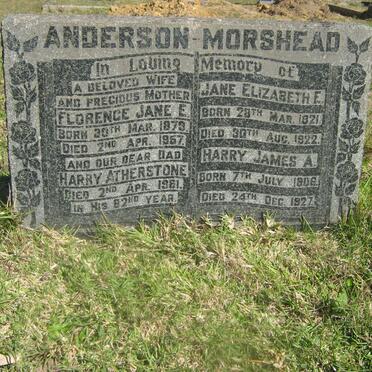 ANDERSON-MORSHEAD
In Loving Memory of
A BELOVED WIFE
AND PRECIOUS MOTHER
FLORENCE JANE E.
BORN 30TH MAR. 1879
DIED 2ND APR. 1957
AND OUR DEAR DAD
HARRY ATHERSTONE
DIED 2ND APR. 1961.
IN HIS 82ND YEAR.
JANE ELIZABETH E.
BORN 28TH MAR. 1821
DIED 30TH AUG. 1922.
HARRY JAMES A.
BORN 7TH JULY 1906.
DIED 24TH DEC. 1927.